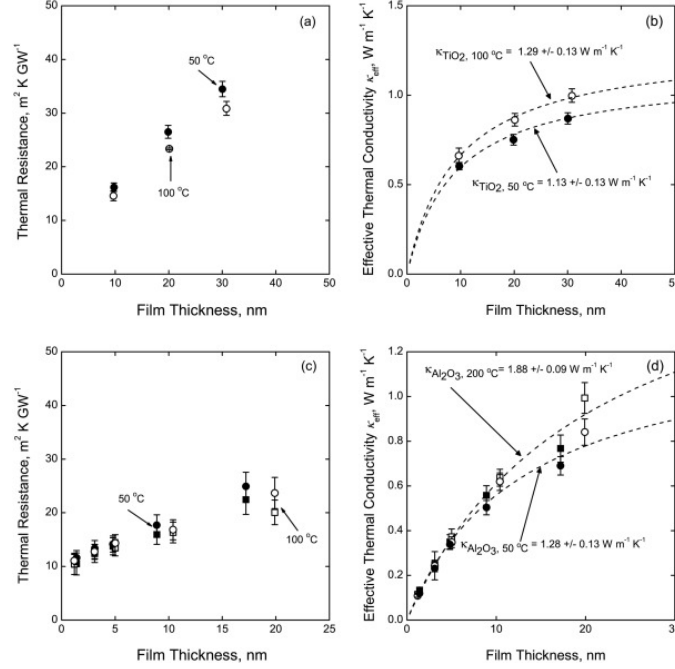 (a)
50 °C
100 °C
Thermal Resistance, m² K GW⁻¹
50
40
30
20
10
0
0 10 20 30 40 50
Film Thickness, nm
(b)
κTiO2, 100 °C = 1.29 +/- 0.13 W m⁻¹ K⁻¹
κTiO2, 50 °C = 1.13 +/- 0.13 W m⁻¹ K⁻¹
Effective Thermal Conductivity κeff, W m⁻¹ K⁻¹
1.5
1.0
0.5
0.0
0 10 20 30 40 50
Film Thickness, nm
(c)
50 °C
100 °C
Thermal Resistance, m² K GW⁻¹
50
40
30
20
10
0
0 5 10 15 20 25
Film Thickness, nm
(d)
κAl2O3, 200 °C = 1.88 +/- 0.09 W m⁻¹ K⁻¹
κAl2O3, 50 °C = 1.28 +/- 0.13 W m⁻¹ K⁻¹
Effective Thermal Conductivity κeff, W m⁻¹ K⁻¹
1.2
1.0
0.8
0.6
0.4
0.2
0.0
0 10 20
Film Thickness, nm